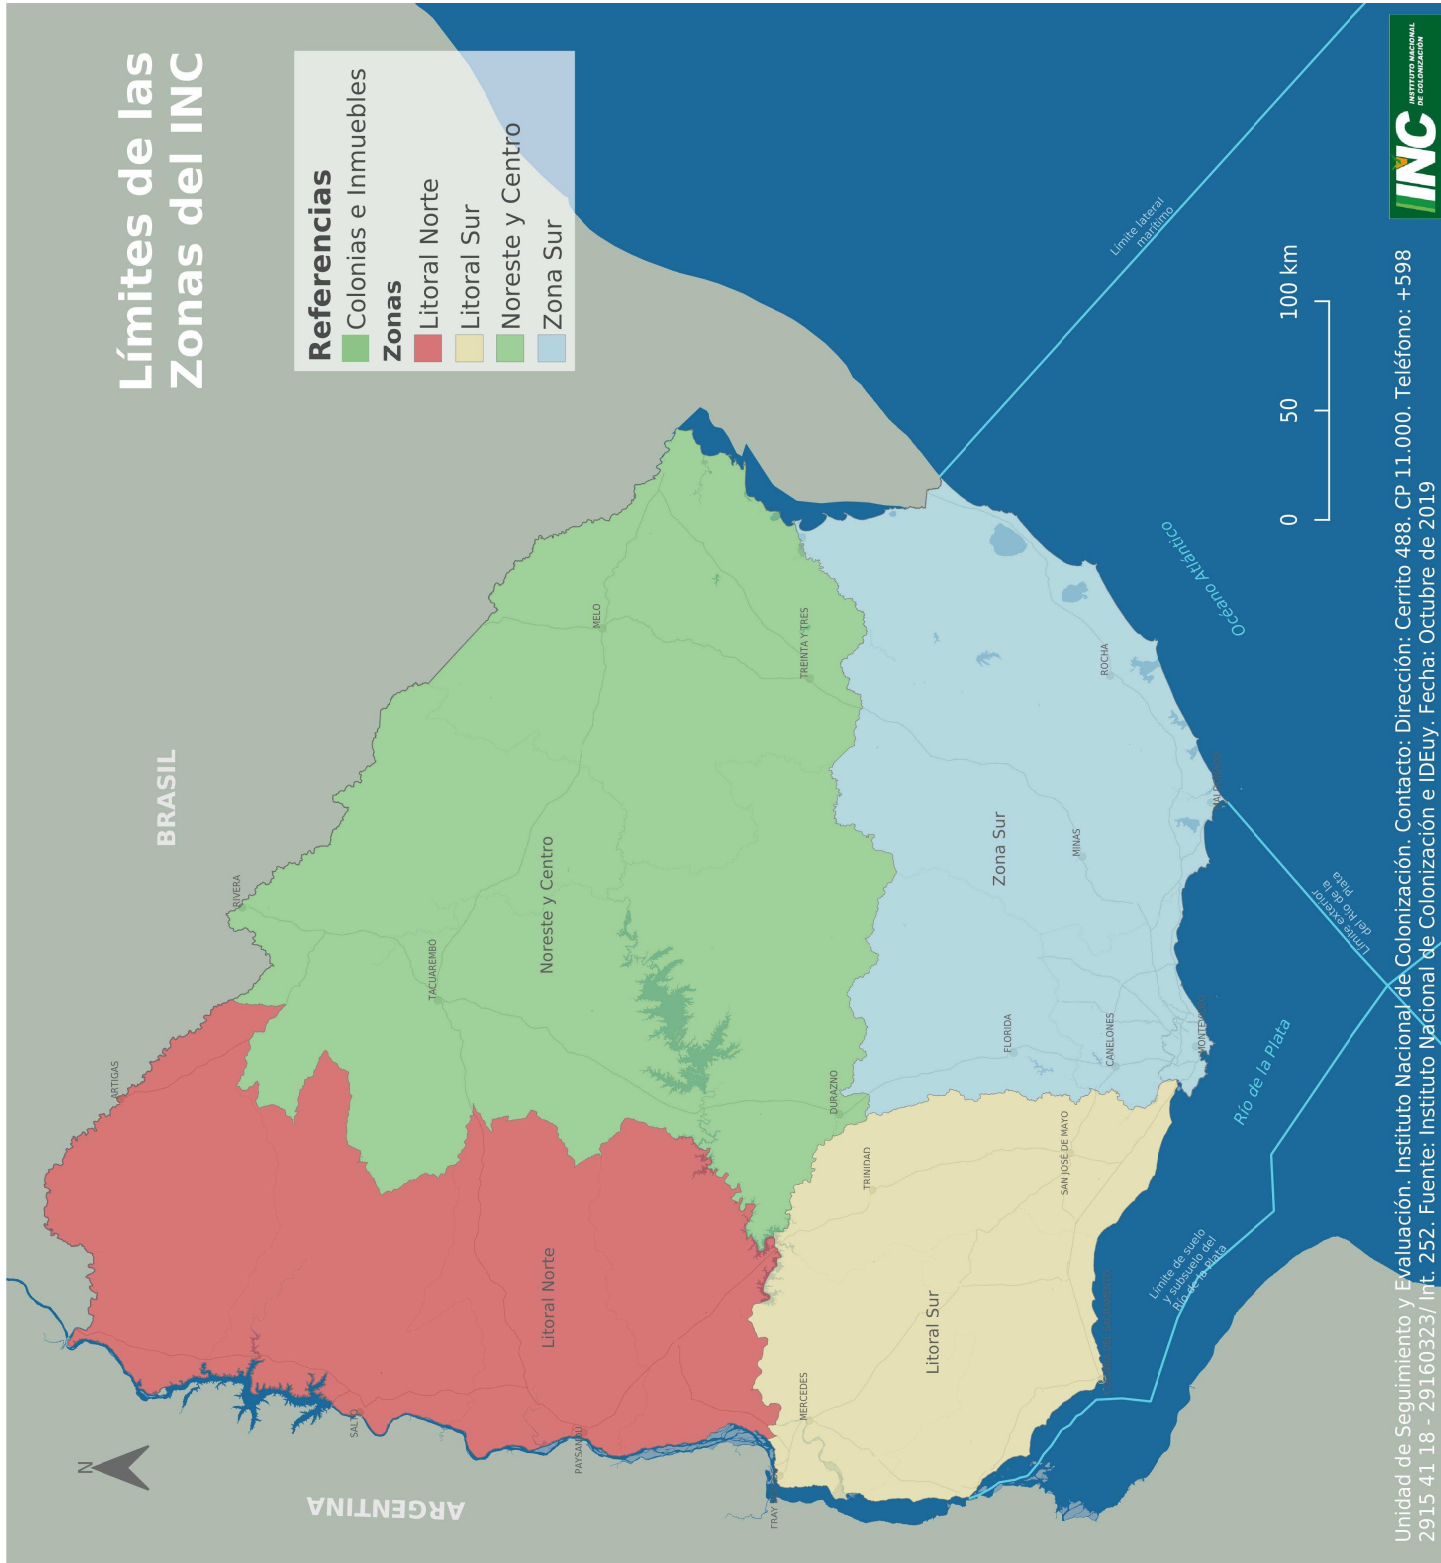 Límites de las
Zonas del INC
Referencias
Colonias e Inmuebles
Zonas
Litoral Norte
Litoral Sur
Noreste y Centro
Zona Sur
N
BRASIL
ARGENTINA
ARTIGAS
RIVERA
SALTO
TACUAREMBÓ
PAYSANDÚ
MELO
Litoral Norte
Noreste y Centro
TREINTA Y TRES
DURAZNO
FRAY
MERCEDES
TRINIDAD
Litoral Sur
Zona Sur
FLORIDA
MINAS
ROCHA
SAN JOSÉ DE MAYO
CANELONES
Río de la Plata
Océano Atlántico
Límite lateral
marítimo
Límite exterior
del Río de la
Plata
Límite de suelo
y subsuelo del
Río de la Plata
0 50 100 km
INC
INSTITUTO NACIONAL
DE COLONIZACIÓN
Unidad de Seguimiento y Evaluación. Instituto Nacional de Colonización. Contacto: Dirección: Cerrito 488. CP 11.000. Teléfono: +598
2915 41 18 - 29160323/ Int. 252. Fuente: Instituto Nacional de Colonización e IDEuy. Fecha: Octubre de 2019